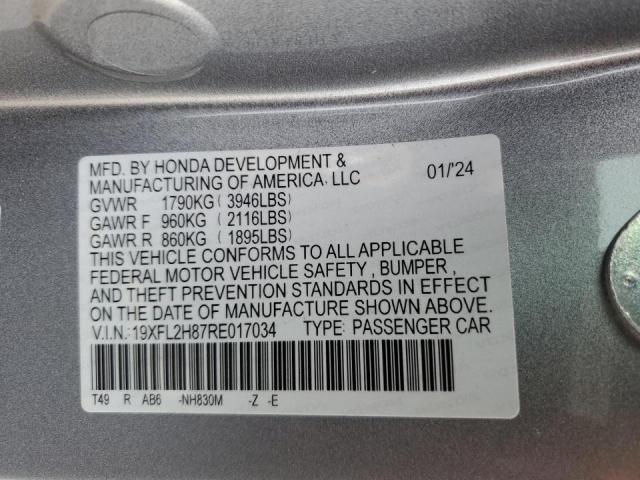 MFD. BY HONDA DEVELOPMENT &
MANUFACTURING OF AMERICA, LLC 01/'24
GVWR 1790KG ( 3946LBS)
GAWR F 960KG ( 2116LBS)
GAWR R 860KG ( 1895LBS)
THIS VEHICLE CONFORMS TO ALL APPLICABLE
FEDERAL MOTOR VEHICLE SAFETY , BUMPER ,
AND THEFT PREVENTION STANDARDS IN EFFECT
ON THE DATE OF MANUFACTURE SHOWN ABOVE.
V.I.N: 19XFL2H87RE017034 TYPE: PASSENGER CAR
T49 R AB6 -NH830M -Z -E